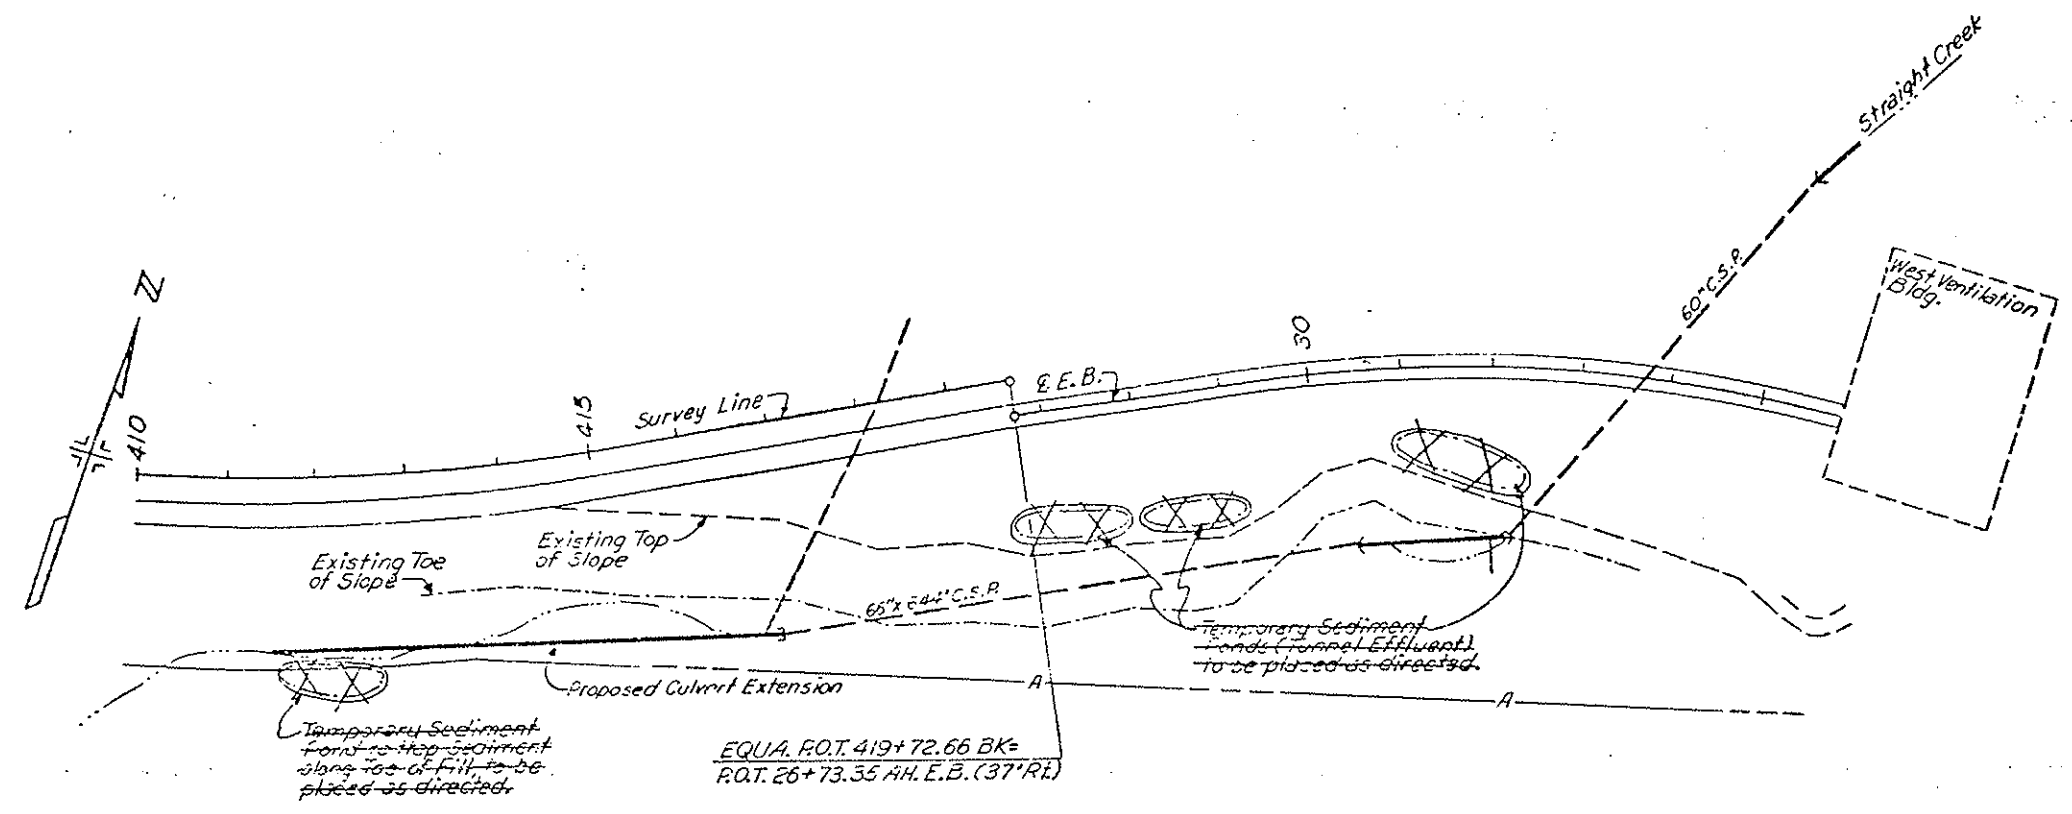 Straight Creek
60" C.S.P.
West Ventilation
Bldg.
N
410
415
Survey Line
℄ E.B.
30
Existing Top
of Slope
Existing Toe
of Slope
66" x 644' C.S.P.
Temporary Sediment
Ponds (Tunnel Effluent)
to be placed as directed.
Proposed Culvert Extension
A
A
Temporary Sediment
Pond to trap Sediment
along Toe of Fill, to be
placed as directed.
EQUA. P.O.T. 419+72.66 BK=
P.O.T. 26+73.35 AH. E.B. (37' Rt.)